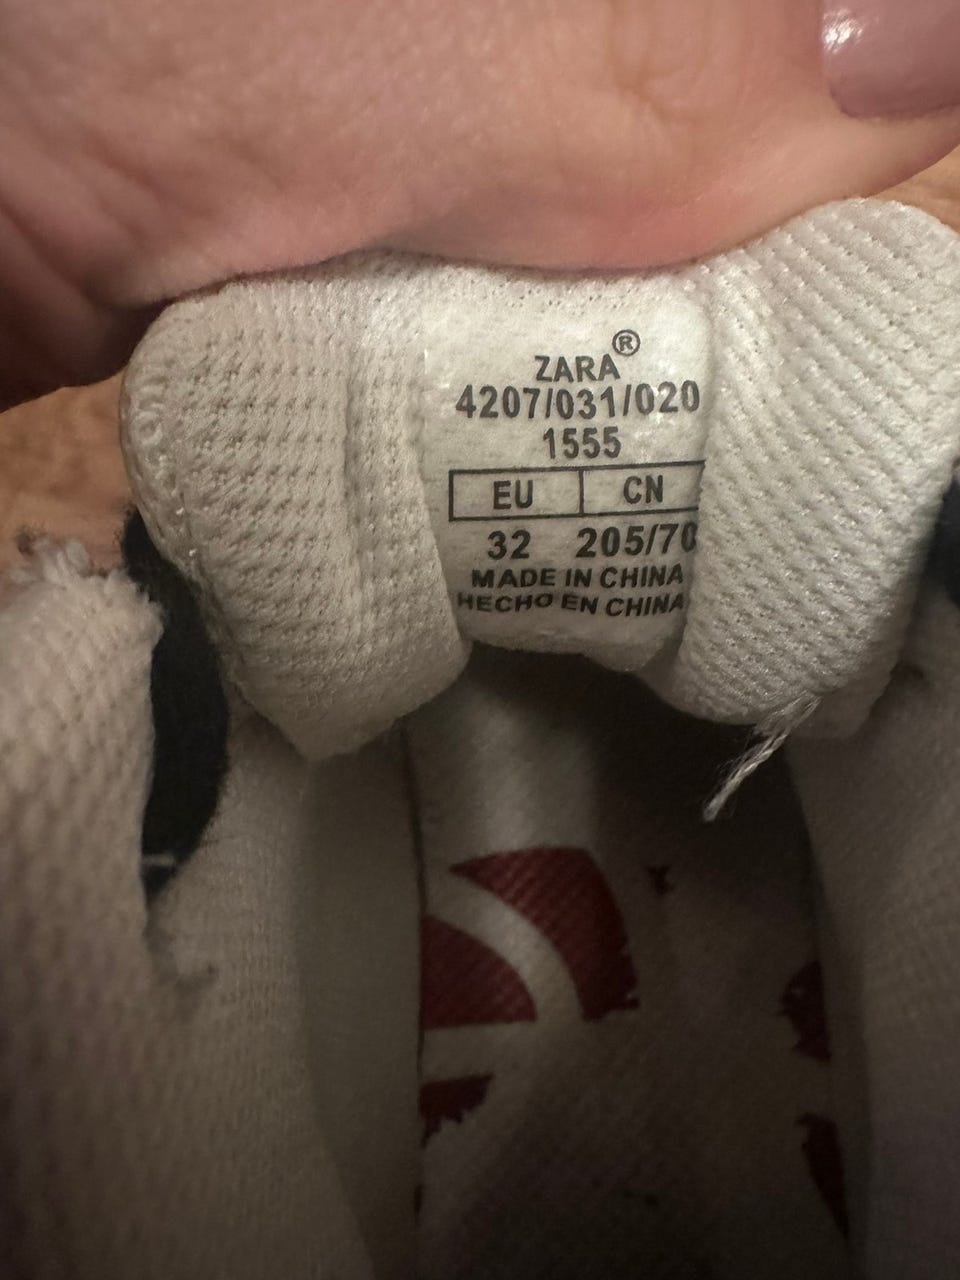 ZARA®
4207/031/020
1555
EU CN
32 205/70
MADE IN CHINA
HECHO EN CHINA